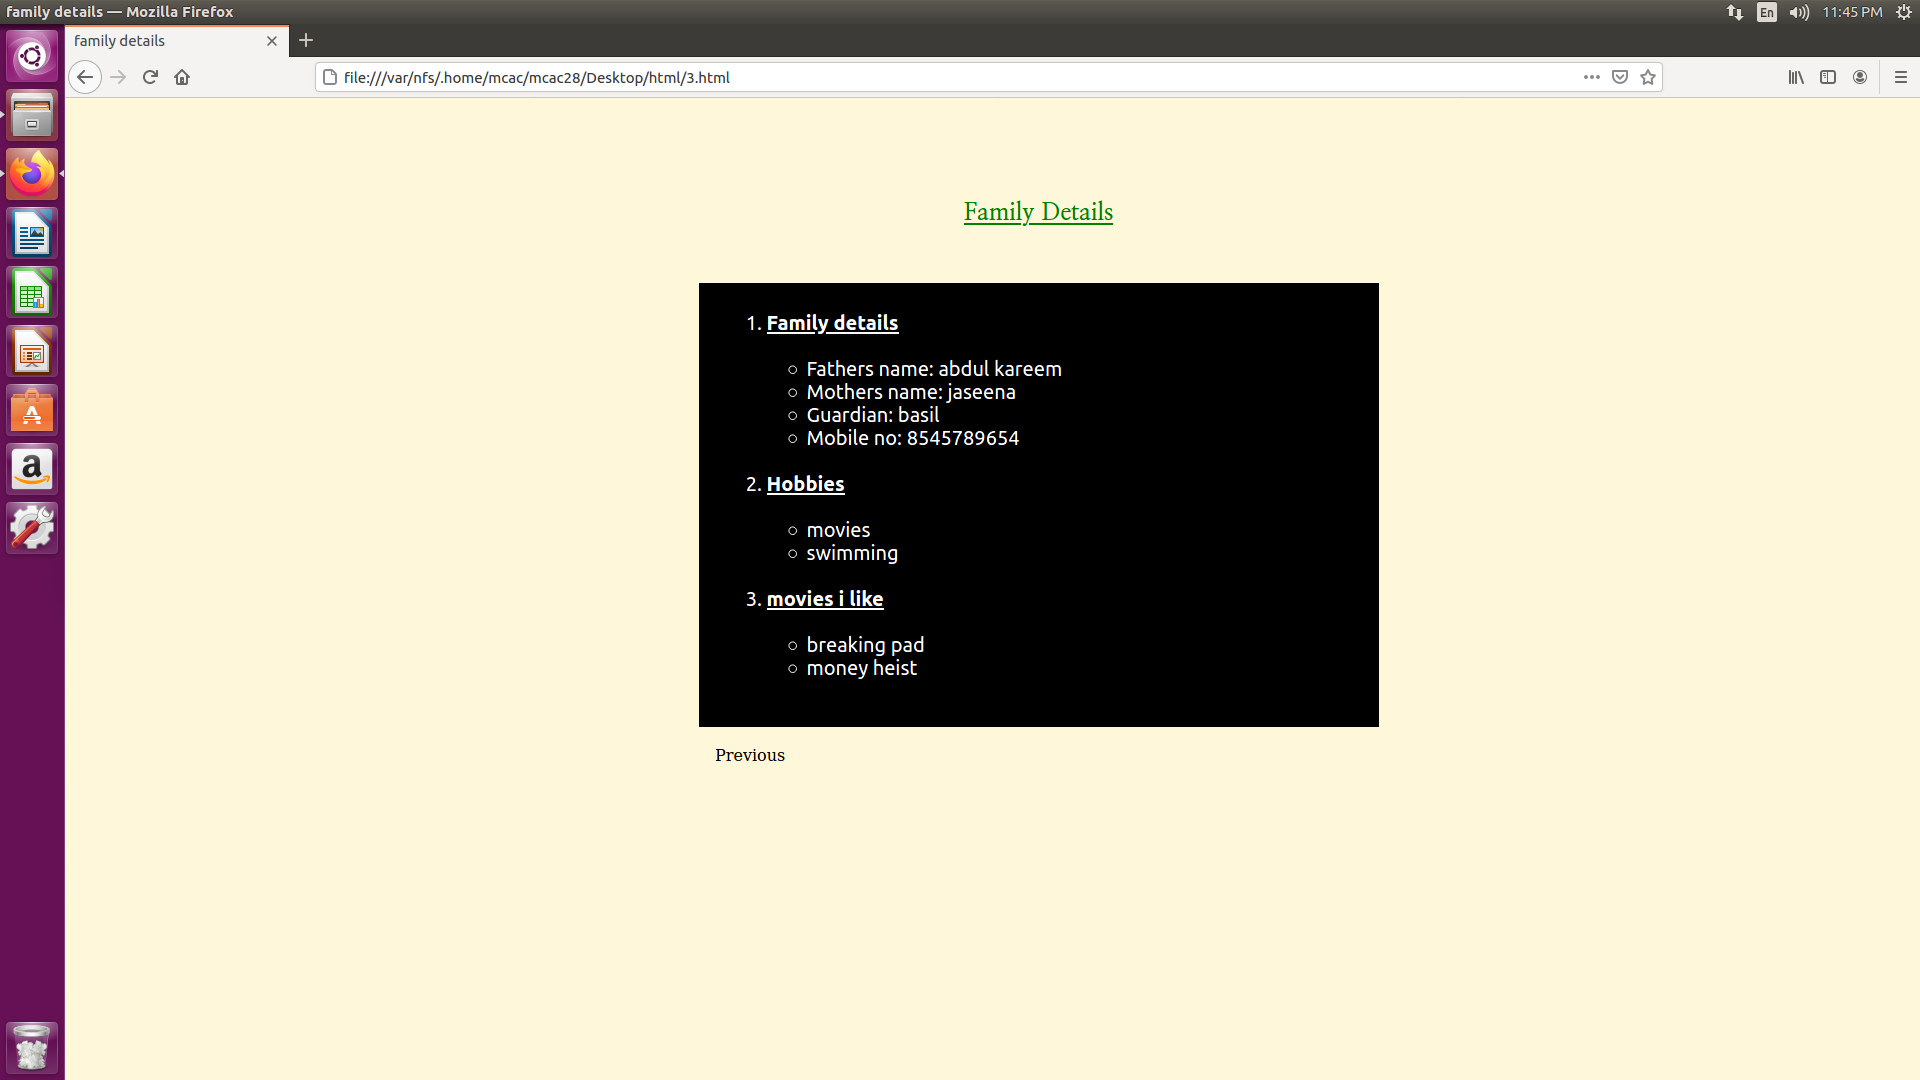 family details — Mozilla Firefox
En
11:45 PM
family details
file:///var/nfs/.home/mcac/mcac28/Desktop/html/3.html
Family Details
1. Family details
Fathers name: abdul kareem
Mothers name: jaseena
Guardian: basil
Mobile no: 8545789654
2. Hobbies
movies
swimming
3. movies i like
breaking pad
money heist
Previous